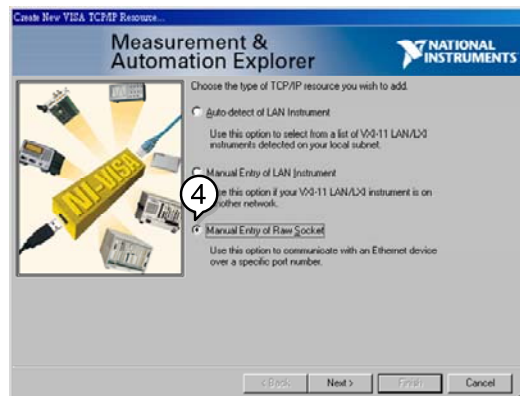 Create New VISA TCP/IP Resource...
Measurement &
Automation Explorer
NATIONAL
INSTRUMENTS
Choose the type of TCP/IP resource you wish to add.
Auto-detect of LAN Instrument
Use this option to select from a list of VXI-11 LAN/LXI
instruments detected on your local subnet.
Manual Entry of LAN Instrument
this option if your VXI-11 LAN/LXI instrument is on
another network.
4
Manual Entry of Raw Socket
Use this option to communicate with an Ethernet device
over a specific port number.
NI-VISA
< Back
Next >
Finish
Cancel